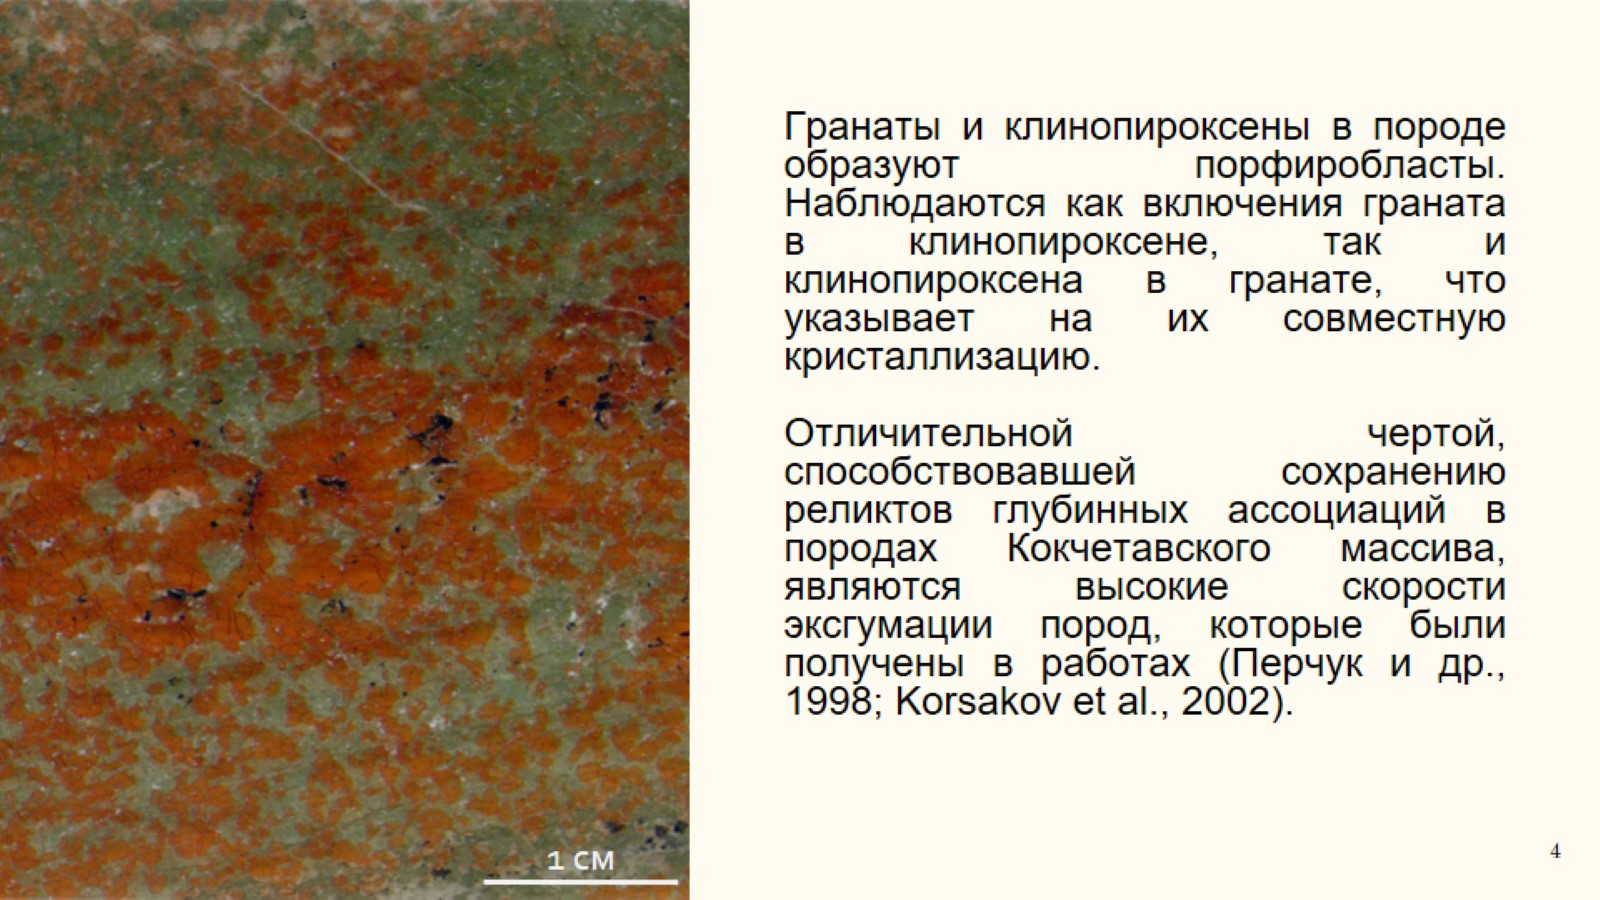 Гранаты и клинопироксены в породе
образуют порфиробласты.
Наблюдаются как включения граната
в клинопироксене, так и
клинопироксена в гранате, что
указывает на их совместную
кристаллизацию.
Отличительной чертой,
способствовавшей сохранению
реликтов глубинных ассоциаций в
породах Кокчетавского массива,
являются высокие скорости
эксгумации пород, которые были
получены в работах (Перчук и др.,
1998; Korsakov et al., 2002).
1 СМ
4